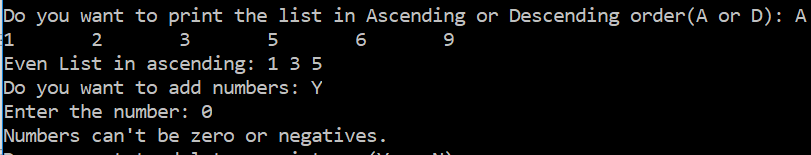 Do you want to print the list in Ascending or Descending order(A or D): A
1 2 3 5 6 9
Even List in ascending: 1 3 5
Do you want to add numbers: Y
Enter the number: 0
Numbers can't be zero or negatives.